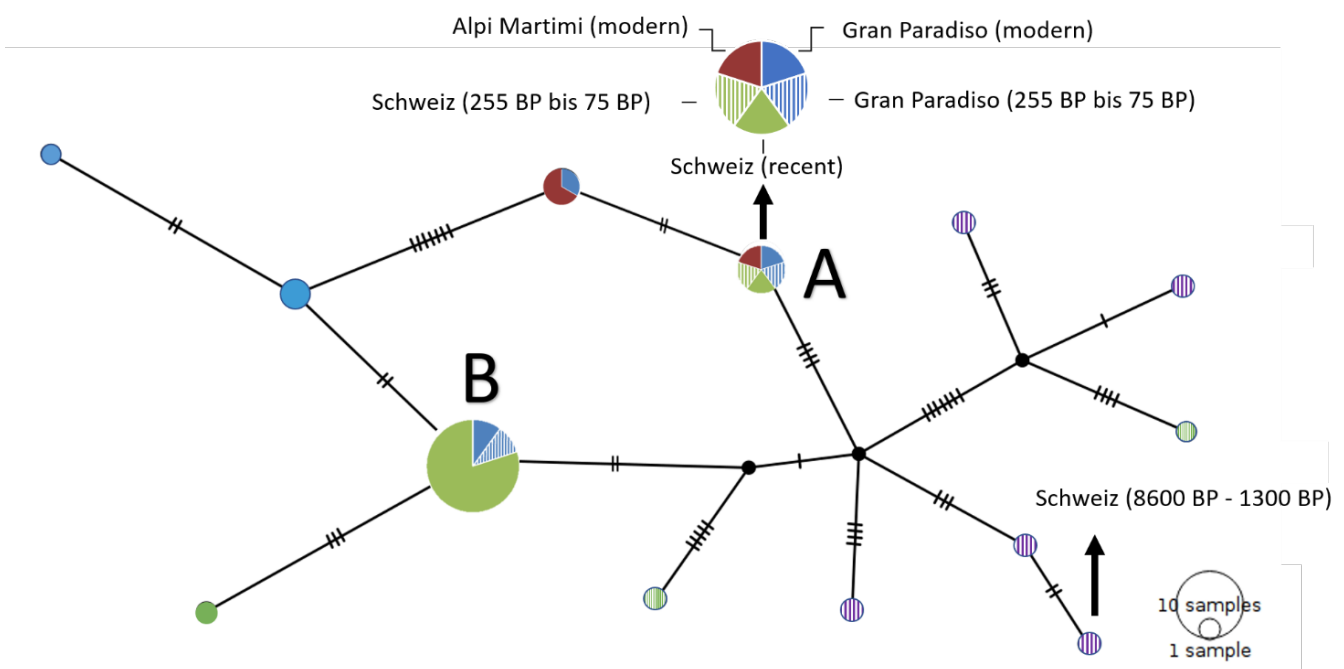 Alpi Martimi (modern)
Gran Paradiso (modern)
Schweiz (255 BP bis 75 BP)
Gran Paradiso (255 BP bis 75 BP)
Schweiz (recent)
A
B
Schweiz (8600 BP - 1300 BP)
10 samples
1 sample